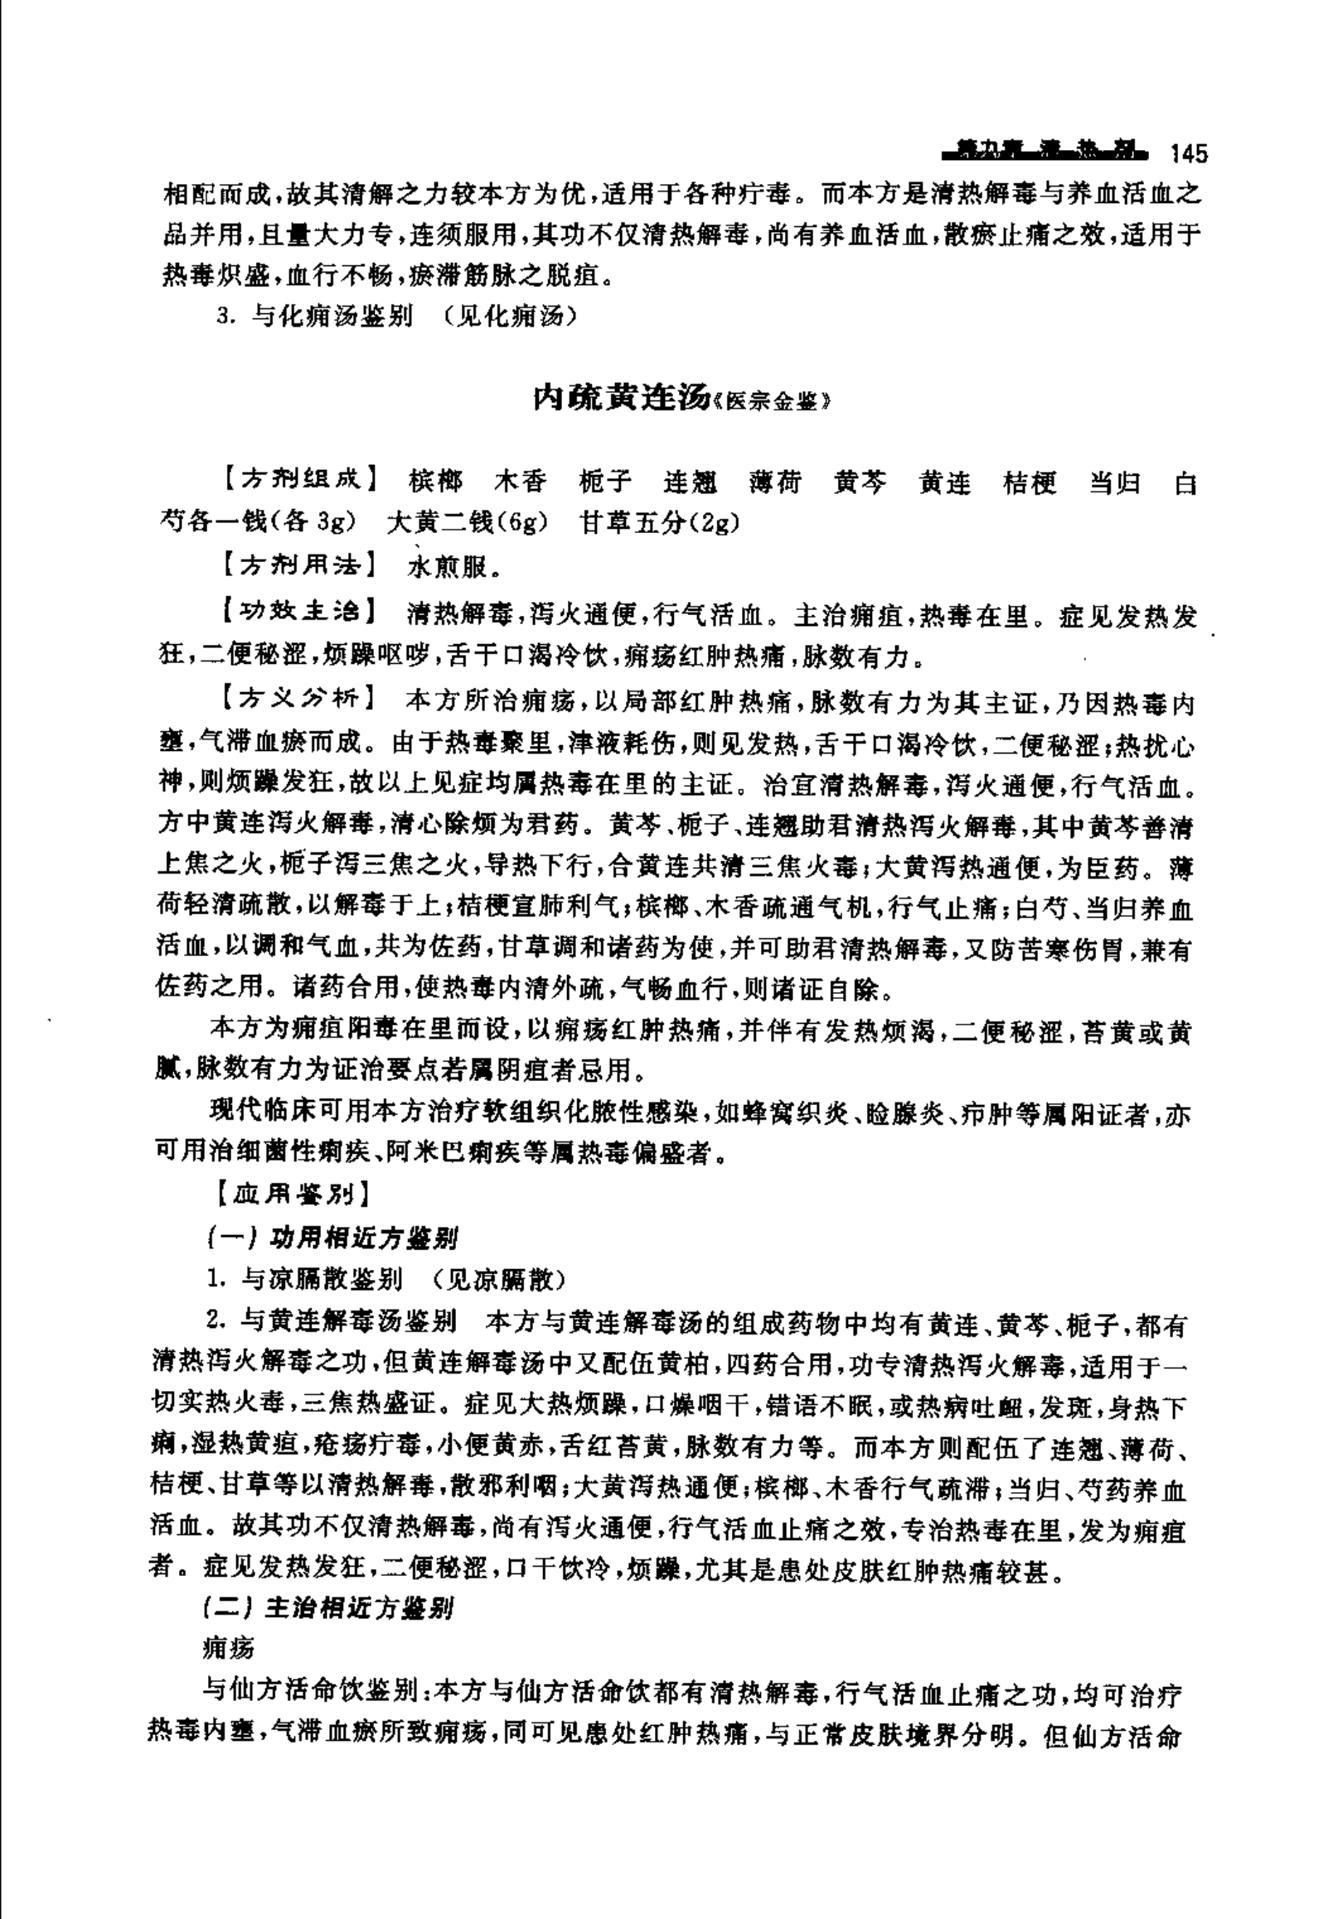 第九章 清热剂 145
相配而成,故其清解之力较本方为优,适用于各种疔毒。而本方是清热解毒与养血活血之
品并用,且量大力专,连须服用,其功不仅清热解毒,尚有养血活血,散瘀止痛之效,适用于
热毒炽盛,血行不畅,瘀滞筋脉之脱疽。
3. 与化痈汤鉴别 (见化痈汤)
内疏黄连汤《医宗金鉴》
【方剂组成】 槟榔 木香 栀子 连翘 薄荷 黄芩 黄连 桔梗 当归 白
芍各一钱(各3g) 大黄二钱(6g) 甘草五分(2g)
【方剂用法】 水煎服。
【功效主治】 清热解毒,泻火通便,行气活血。主治痈疽,热毒在里。症见发热发
狂,二便秘涩,烦躁呕哕,舌干口渴冷饮,痈疡红肿热痛,脉数有力。
【方义分析】 本方所治痈疡,以局部红肿热痛,脉数有力为其主证,乃因热毒内
壅,气滞血瘀而成。由于热毒聚里,津液耗伤,则见发热,舌干口渴冷饮,二便秘涩;热扰心
神,则烦躁发狂,故以上见症均属热毒在里的主证。治宜清热解毒,泻火通便,行气活血。
方中黄连泻火解毒,清心除烦为君药。黄芩、栀子、连翘助君清热泻火解毒,其中黄芩善清
上焦之火,栀子泻三焦之火,导热下行,合黄连共清三焦火毒;大黄泻热通便,为臣药。薄
荷轻清疏散,以解毒于上;桔梗宣肺利气;槟榔、木香疏通气机,行气止痛;白芍、当归养血
活血,以调和气血,共为佐药,甘草调和诸药为使,并可助君清热解毒,又防苦寒伤胃,兼有
佐药之用。诸药合用,使热毒内清外疏,气畅血行,则诸证自除。
本方为痈疽阳毒在里而设,以痈疡红肿热痛,并伴有发热烦渴,二便秘涩,苔黄或黄
腻,脉数有力为证治要点若属阴疽者忌用。
现代临床可用本方治疗软组织化脓性感染,如蜂窝织炎、睑腺炎、疖肿等属阳证者,亦
可用治细菌性痢疾、阿米巴痢疾等属热毒偏盛者。
【应用鉴别】
(一)功用相近方鉴别
1. 与凉膈散鉴别 (见凉膈散)
2. 与黄连解毒汤鉴别 本方与黄连解毒汤的组成药物中均有黄连、黄芩、栀子,都有
清热泻火解毒之功,但黄连解毒汤中又配伍黄柏,四药合用,功专清热泻火解毒,适用于一
切实热火毒,三焦热盛证。症见大热烦躁,口燥咽干,错语不眠,或热病吐衄,发斑,身热下
痢,湿热黄疸,疮疡疔毒,小便黄赤,舌红苔黄,脉数有力等。而本方则配伍了连翘、薄荷、
桔梗、甘草等以清热解毒,散邪利咽;大黄泻热通便;槟榔、木香行气疏滞;当归、芍药养血
活血。故其功不仅清热解毒,尚有泻火通便,行气活血止痛之效,专治热毒在里,发为痈疽
者。症见发热发狂,二便秘涩,口干饮冷,烦躁,尤其是患处皮肤红肿热痛较甚。
(二)主治相近方鉴别
痈疡
与仙方活命饮鉴别:本方与仙方活命饮都有清热解毒,行气活血止痛之功,均可治疗
热毒内壅,气滞血瘀所致痈疡,同可见患处红肿热痛,与正常皮肤境界分明。但仙方活命